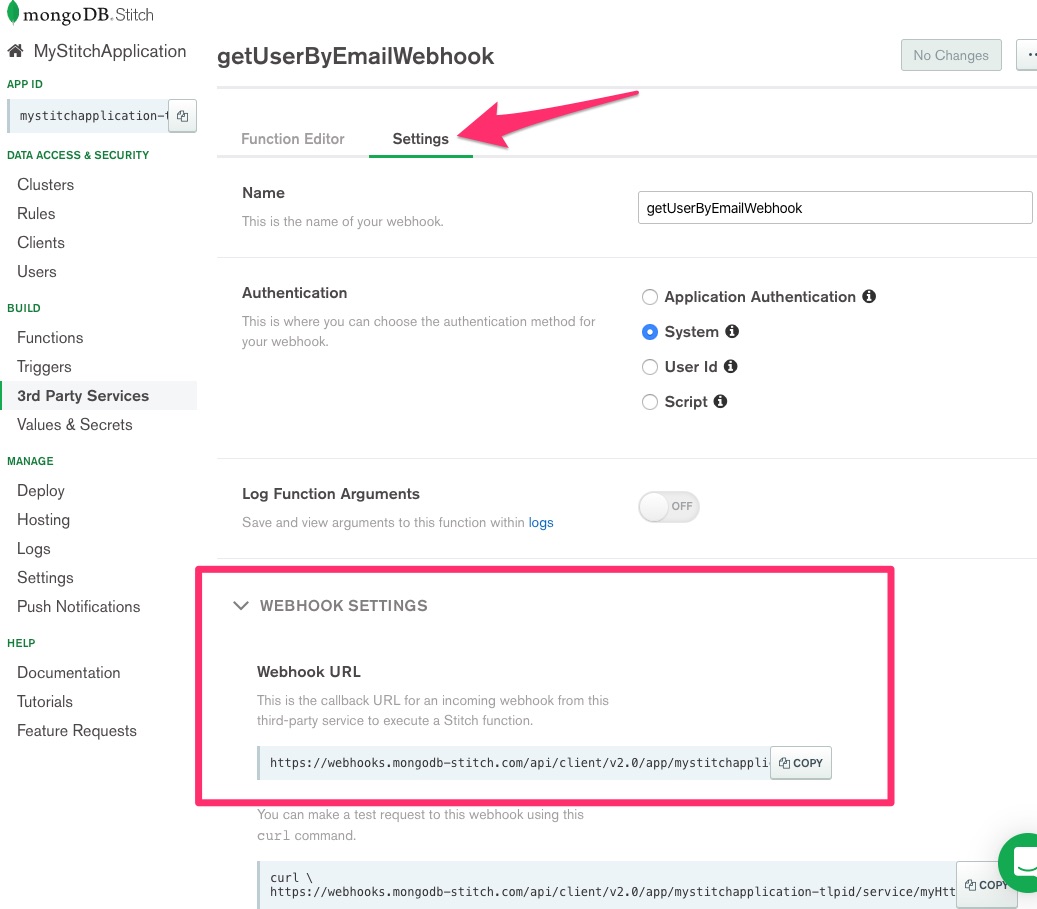 mongoDB.Stitch
MyStitchApplication
APP ID
mystitchapplication-t
DATA ACCESS & SECURITY
Clusters
Rules
Clients
Users
BUILD
Functions
Triggers
3rd Party Services
Values & Secrets
MANAGE
Deploy
Hosting
Logs
Settings
Push Notifications
HELP
Documentation
Tutorials
Feature Requests
getUserByEmailWebhook
No Changes
Function Editor
Settings
Name
This is the name of your webhook.
getUserByEmailWebhook
Authentication
This is where you can choose the authentication method for
your webhook.
Application Authentication
System
User Id
Script
Log Function Arguments
Save and view arguments to this function within logs
OFF
WEBHOOK SETTINGS
Webhook URL
This is the callback URL for an incoming webhook from this
third-party service to execute a Stitch function.
https://webhooks.mongodb-stitch.com/api/client/v2.0/app/mystitchappli
COPY
You can make a test request to this webhook using this
curl command.
curl \
https://webhooks.mongodb-stitch.com/api/client/v2.0/app/mystitchapplication-tlpid/service/myHtt
COPY